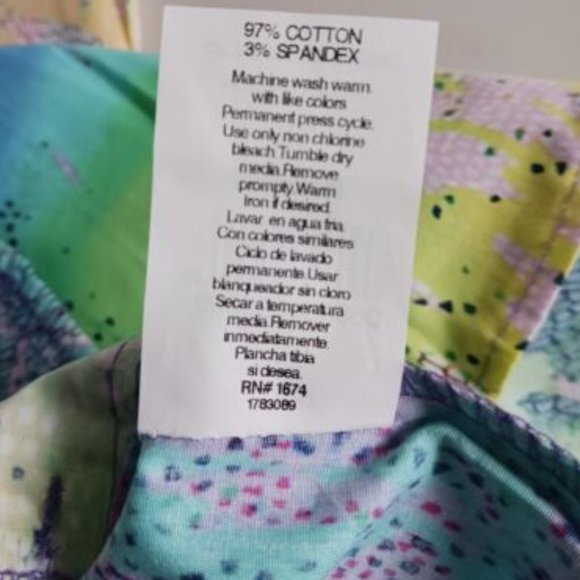 97% COTTON
3% SPANDEX
Machine wash warm.
with like colors
Permanent press cycle.
Use only non chlorine
bleach Tumble dry
media.Remove
prompty.Warm
Iron if desired.
Lavar en agua fria.
Con colores similares
Ciclo de lavado
permanente.Usar
blanqueador sin cloro
Secar a temperatura
media.Remover
inmediatamente.
Plancha tibia
si desea.
RN# 1674
1783089